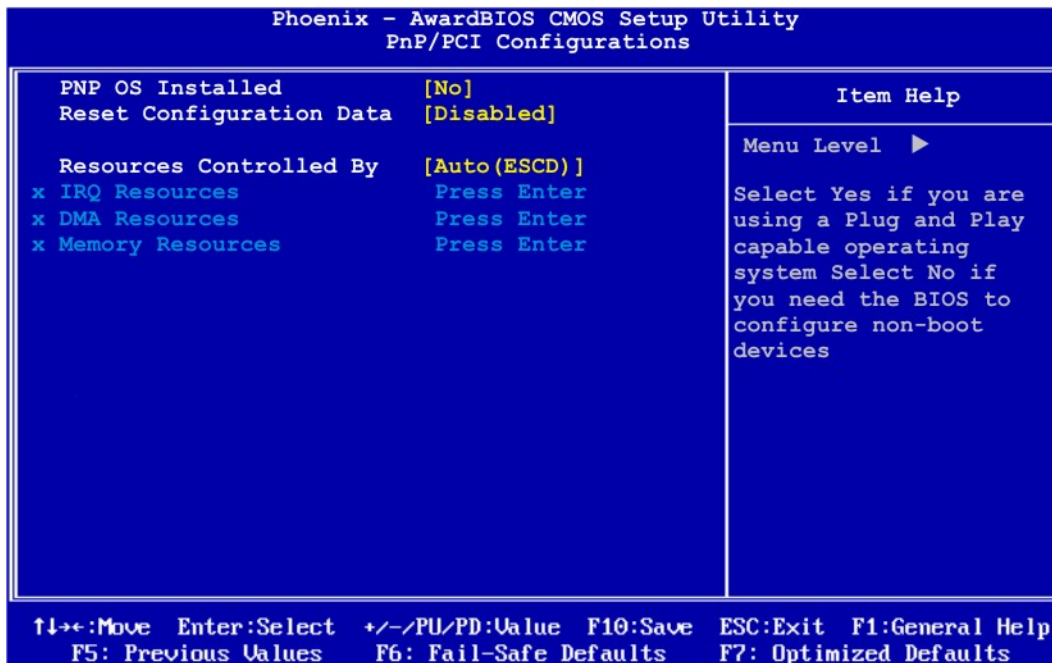 Phoenix - AwardBIOS CMOS Setup Utility
PnP/PCI Configurations
PNP OS Installed [No]
Reset Configuration Data [Disabled]
Resources Controlled By [Auto(ESCD)]
x IRQ Resources Press Enter
x DMA Resources Press Enter
x Memory Resources Press Enter
Item Help
Menu Level ▶
Select Yes if you are
using a Plug and Play
capable operating
system Select No if
you need the BIOS to
configure non-boot
devices
↑↓→←:Move Enter:Select +/-/PU/PD:Value F10:Save ESC:Exit F1:General Help
F5: Previous Values F6: Fail-Safe Defaults F7: Optimized Defaults